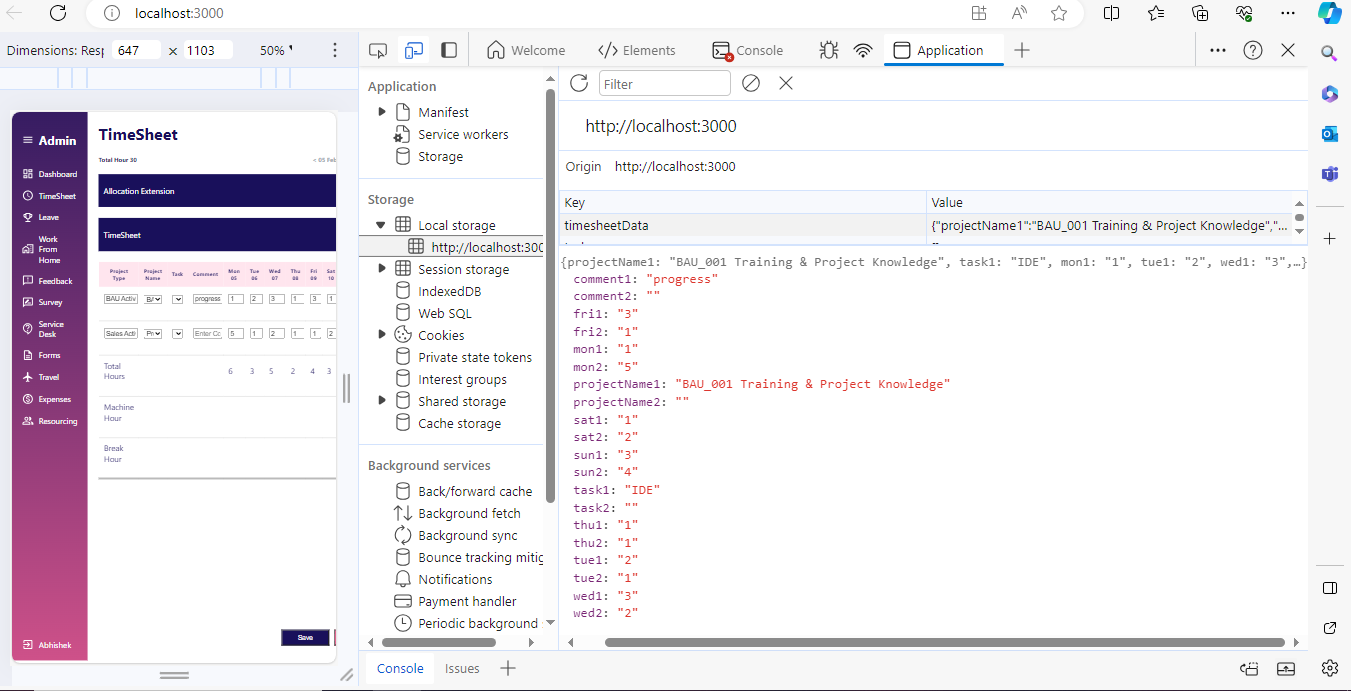 localhost:3000
Dimensions: Resp 647 × 1103 50%
Welcome Elements Console Application
Admin
Dashboard
TimeSheet
Leave
Work
From
Home
Feedback
Survey
Service
Desk
Forms
Travel
Expenses
Resourcing
Abhishek
TimeSheet
Total Hour 30 < 05 Feb
Allocation Extension
TimeSheet
Project Type Project Name Task Comment Mon 05 Tue 06 Wed 07 Thu 08 Fri 09 Sat 10
BAU Activ progress 1 2 3 1 3 1
Sales Acti Enter Co 5 1 2 1 1 2
Total Hours 6 3 5 2 4 3
Machine Hour
Break Hour
Save
Application
Manifest
Service workers
Storage
Storage
Local storage
http://localhost:300
Session storage
IndexedDB
Web SQL
Cookies
Private state tokens
Interest groups
Shared storage
Cache storage
Background services
Back/forward cache
Background fetch
Background sync
Bounce tracking mitig
Notifications
Payment handler
Periodic background
Filter
http://localhost:3000
Origin http://localhost:3000
Key Value
timesheetData {"projectName1":"BAU_001 Training & Project Knowledge","...
{projectName1: "BAU_001 Training & Project Knowledge", task1: "IDE", mon1: "1", tue1: "2", wed1: "3",…}
comment1: "progress"
comment2: ""
fri1: "3"
fri2: "1"
mon1: "1"
mon2: "5"
projectName1: "BAU_001 Training & Project Knowledge"
projectName2: ""
sat1: "1"
sat2: "2"
sun1: "3"
sun2: "4"
task1: "IDE"
task2: ""
thu1: "1"
thu2: "1"
tue1: "2"
tue2: "1"
wed1: "3"
wed2: "2"
Console Issues